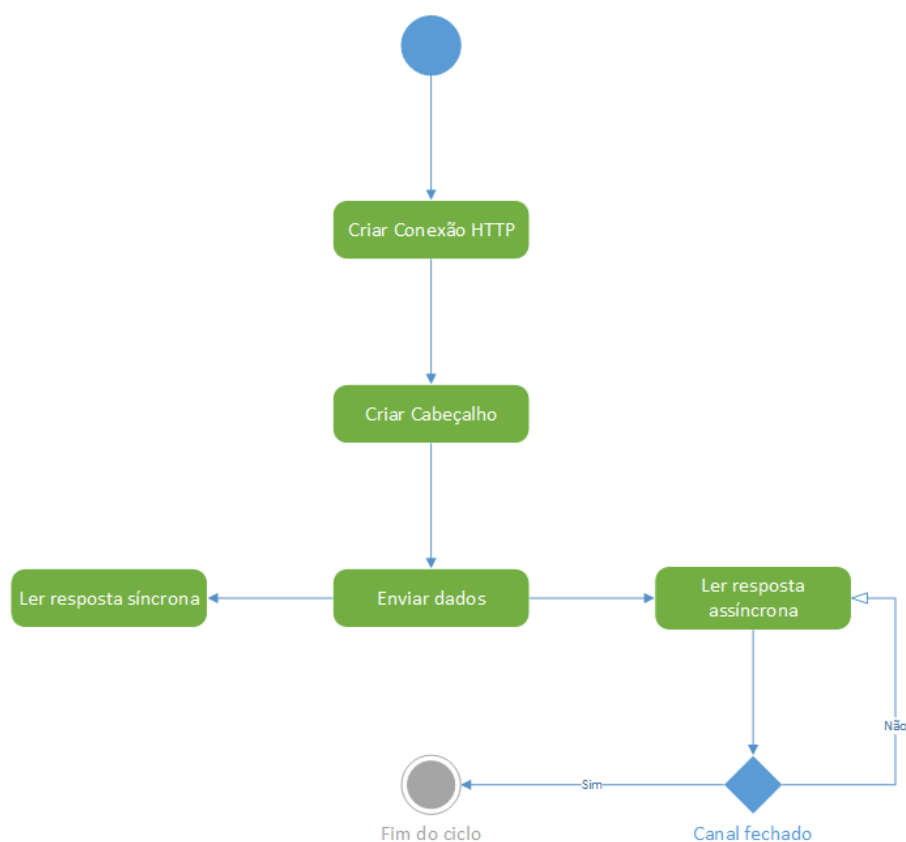 Criar Conexão HTTP
Criar Cabeçalho
Ler resposta síncrona
Enviar dados
Ler resposta
assíncrona
Não
Sim
Fim do ciclo
Canal fechado